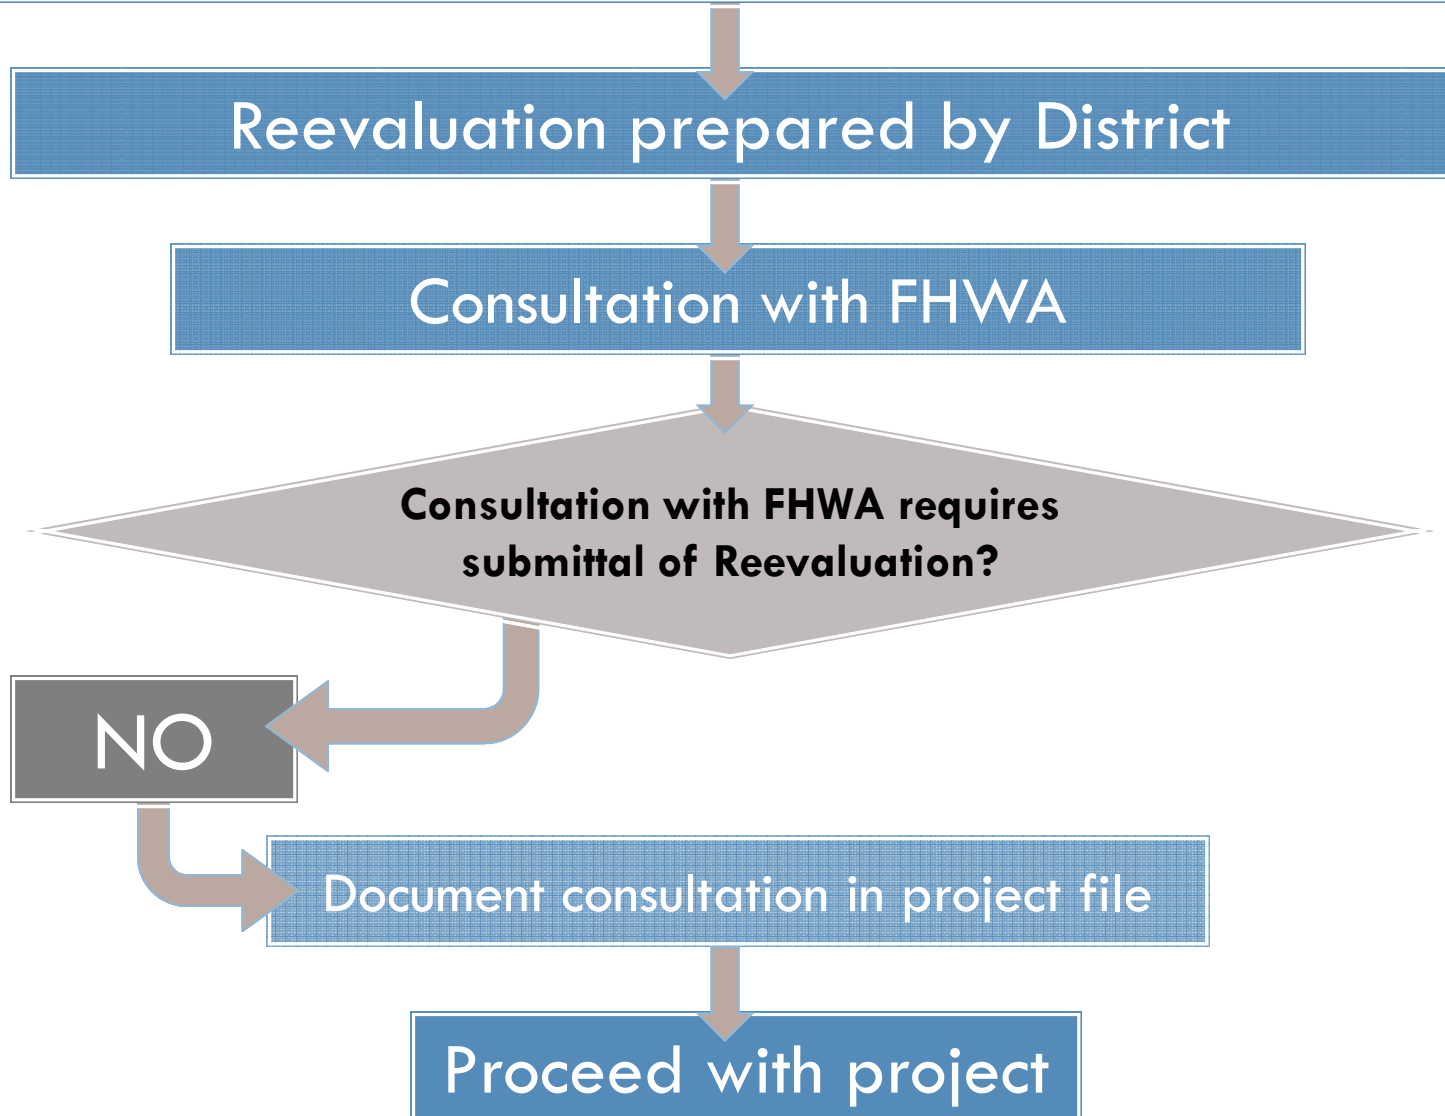 Reevaluation prepared by District
Consultation with FHWA
Consultation with FHWA requires
submittal of Reevaluation?
NO
Document consultation in project file
Proceed with project